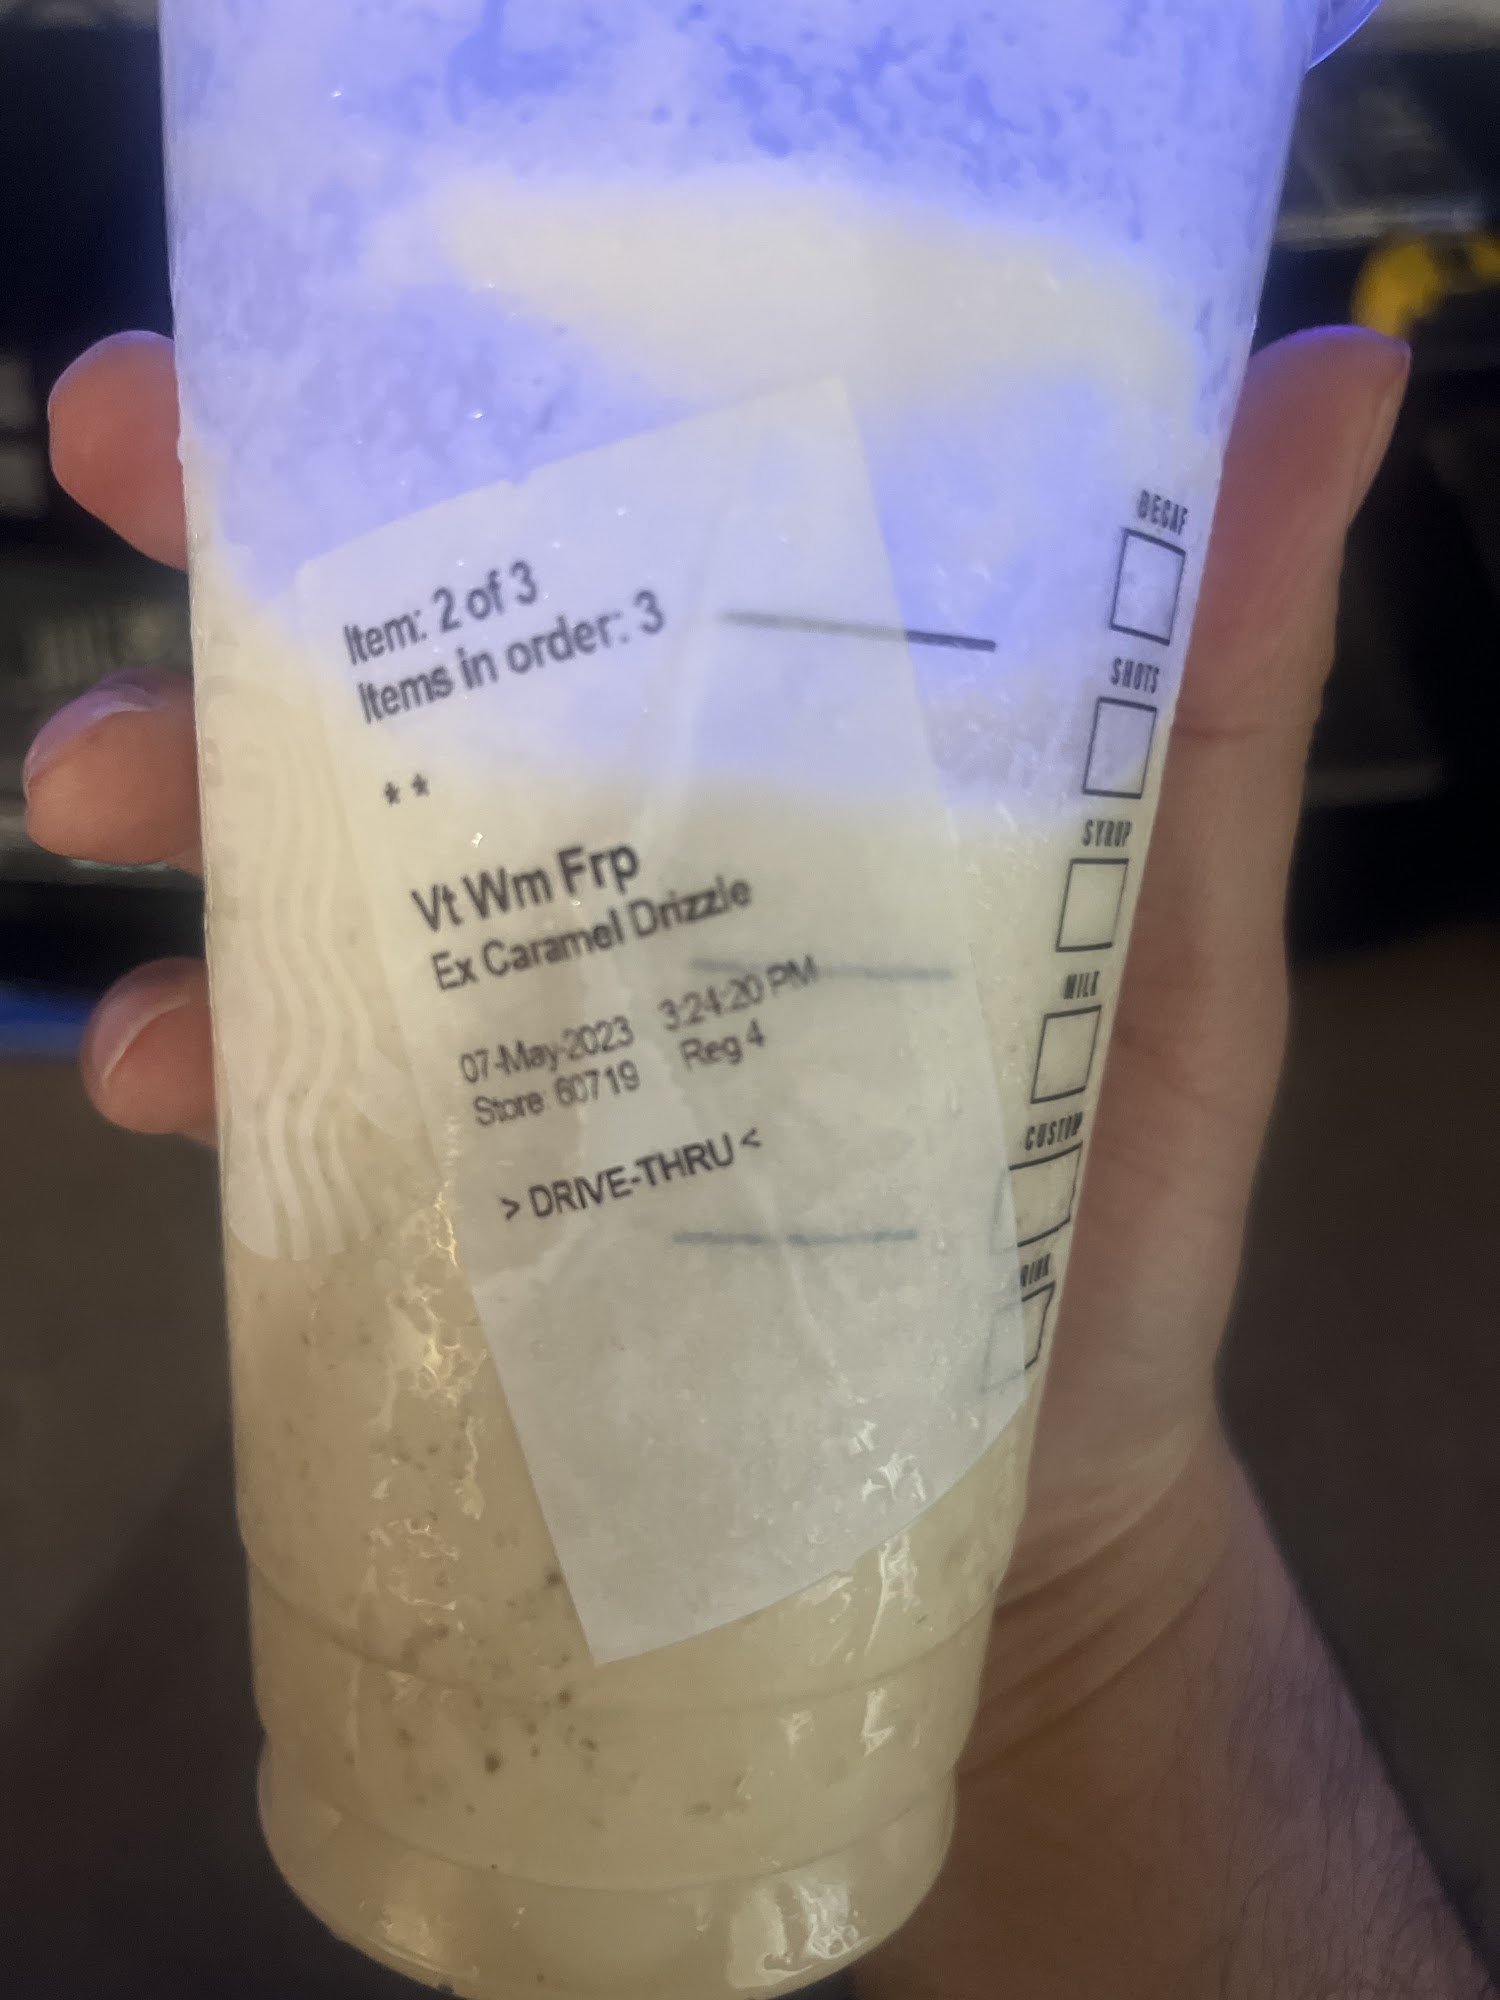 Item: 2 of 3
Items in order: 3
* *
Vt Wm Frp
Ex Caramel Drizzle
07-May-2023 3:24:20 PM
Store 60719 Reg 4
> DRIVE-THRU <
DECAF
SHOTS
SYRUP
MILK
CUSTOM